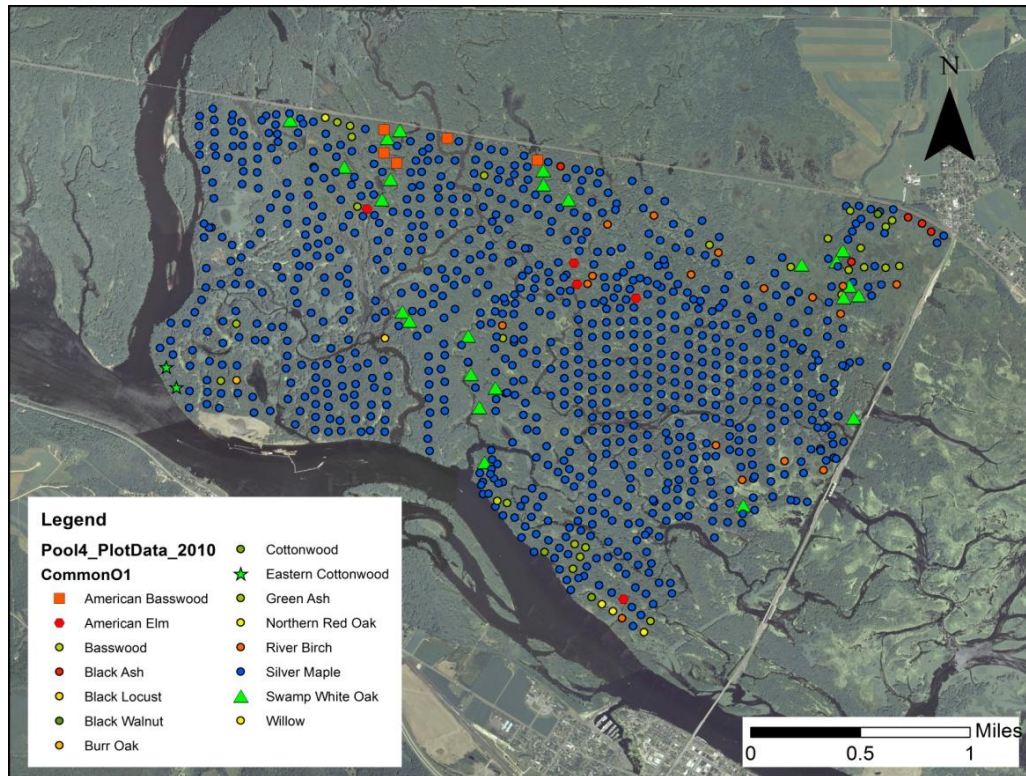 N
Legend
Pool4_PlotData_2010
CommonO1
American Basswood
American Elm
Basswood
Black Ash
Black Locust
Black Walnut
Burr Oak
Cottonwood
Eastern Cottonwood
Green Ash
Northern Red Oak
River Birch
Silver Maple
Swamp White Oak
Willow
Miles
0 0.5 1